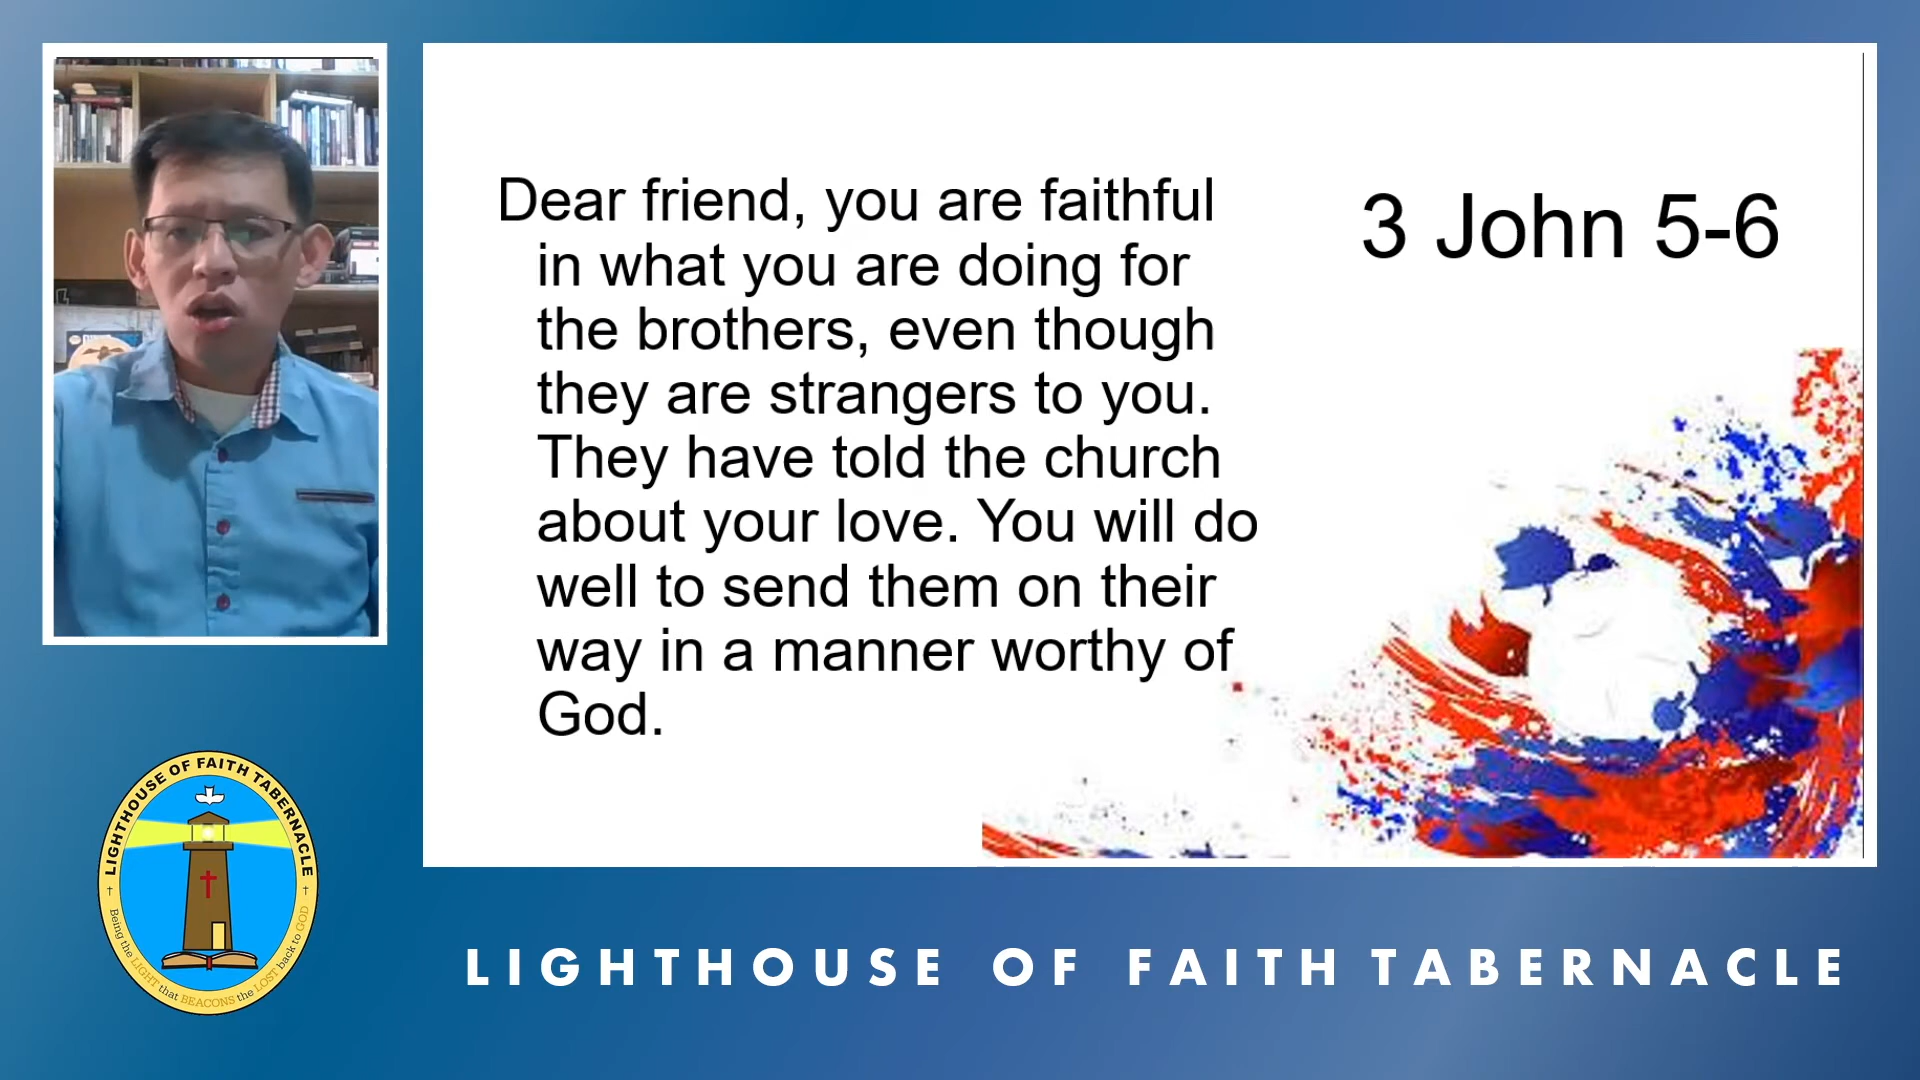 Dear friend, you are faithful
in what you are doing for
the brothers, even though
they are strangers to you.
They have told the church
about your love. You will do
well to send them on their
way in a manner worthy of
God.
3 John 5-6
LIGHTHOUSE OF FAITH TABERNACLE
Being the LIGHT that BEACONS the LOST back to GOD
LIGHTHOUSE OF FAITH TABERNACLE